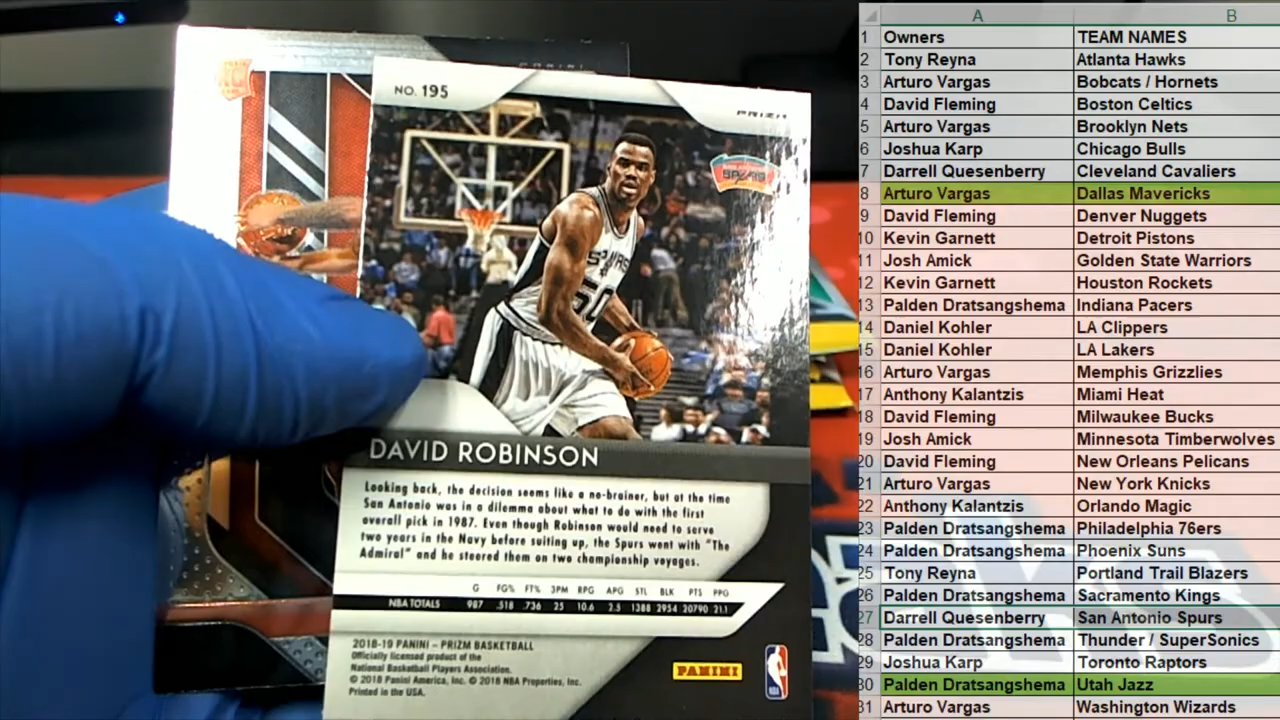 NO. 195
PRIZM
SPURS
SPURS
50
DAVID ROBINSON
Looking back, the decision seems like a no-brainer, but at the time
San Antonio was in a dilemma about what to do with the first
overall pick in 1987. Even though Robinson would need to serve
two years in the Navy before suiting up, the Spurs went with "The
Admiral" and he steered them on two championship voyages.
G FG% FT% 3PM RPG APG STL BLK PTS PPG
NBA TOTALS 987 .518 .736 25 10.6 2.5 1388 2954 20790 21.1
2018-19 PANINI – PRIZM BASKETBALL
Officially licensed product of the
National Basketball Players Association.
© 2018 Panini America, Inc. © 2018 NBA Properties, Inc.
Printed in the USA.
PANINI
NBA
A B
1 Owners TEAM NAMES
2 Tony Reyna Atlanta Hawks
3 Arturo Vargas Bobcats / Hornets
4 David Fleming Boston Celtics
5 Arturo Vargas Brooklyn Nets
6 Joshua Karp Chicago Bulls
7 Darrell Quesenberry Cleveland Cavaliers
8 Arturo Vargas Dallas Mavericks
9 David Fleming Denver Nuggets
10 Kevin Garnett Detroit Pistons
11 Josh Amick Golden State Warriors
12 Kevin Garnett Houston Rockets
13 Palden Dratsangshema Indiana Pacers
14 Daniel Kohler LA Clippers
15 Daniel Kohler LA Lakers
16 Arturo Vargas Memphis Grizzlies
17 Anthony Kalantzis Miami Heat
18 David Fleming Milwaukee Bucks
19 Josh Amick Minnesota Timberwolves
20 David Fleming New Orleans Pelicans
21 Arturo Vargas New York Knicks
22 Anthony Kalantzis Orlando Magic
23 Palden Dratsangshema Philadelphia 76ers
24 Palden Dratsangshema Phoenix Suns
25 Tony Reyna Portland Trail Blazers
26 Palden Dratsangshema Sacramento Kings
27 Darrell Quesenberry San Antonio Spurs
28 Palden Dratsangshema Thunder / SuperSonics
29 Joshua Karp Toronto Raptors
30 Palden Dratsangshema Utah Jazz
31 Arturo Vargas Washington Wizards